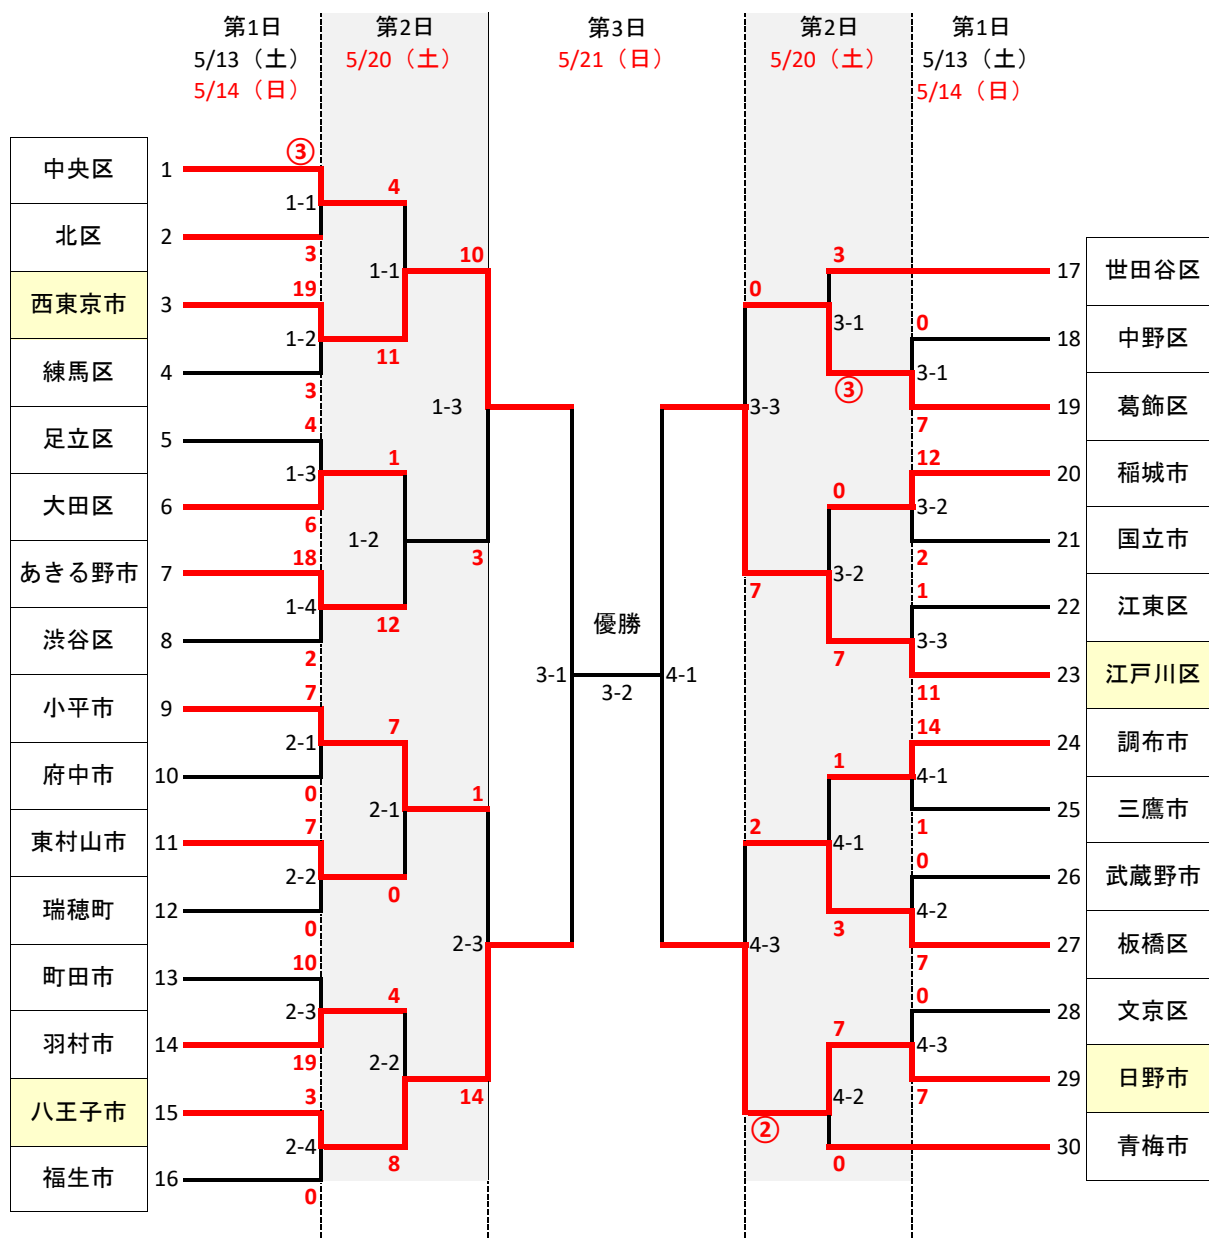 第1日
5/13（土）
5/14（日）
第2日
5/20（土）
第3日
5/21（日）
第2日
5/20（土）
第1日
5/13（土）
5/14（日）
中央区 1
北区 2
西東京市 3
練馬区 4
足立区 5
大田区 6
あきる野市 7
渋谷区 8
小平市 9
府中市 10
東村山市 11
瑞穂町 12
町田市 13
羽村市 14
八王子市 15
福生市 16
③
1-1
3
19
1-2
3
4
1-3
6
18
1-4
2
7
2-1
0
7
2-2
0
10
2-3
19
3
2-4
0
4
1-1
11
1
1-2
12
7
2-1
0
4
2-2
8
10
1-3
3
1
2-3
14
優勝
3-1
3-2
4-1
0
3-3
7
2
4-3
②
3
3-1
③
0
3-2
7
1
4-1
3
7
4-2
0
0
3-1
7
12
3-2
2
1
3-3
11
14
4-1
1
0
4-2
7
0
4-3
7
17 世田谷区
18 中野区
19 葛飾区
20 稲城市
21 国立市
22 江東区
23 江戸川区
24 調布市
25 三鷹市
26 武蔵野市
27 板橋区
28 文京区
29 日野市
30 青梅市